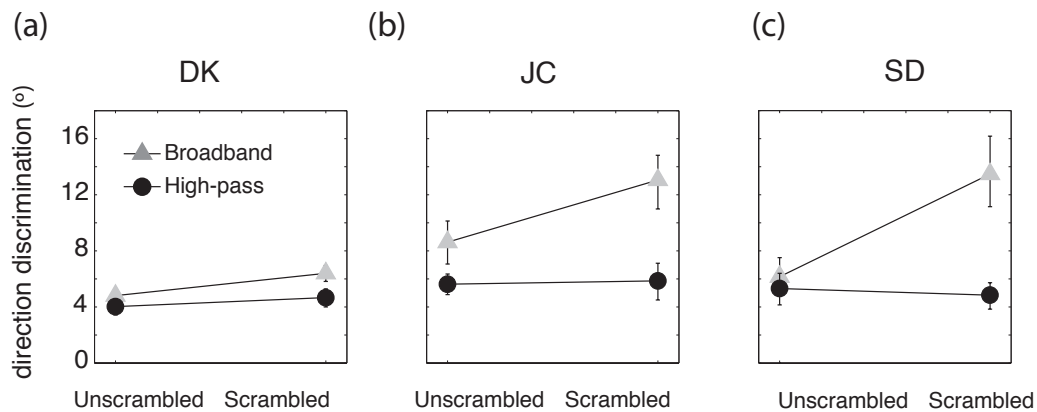 (a)
(b)
(c)
DK
JC
SD
direction discrimination (°)
16
12
8
4
0
Broadband
High-pass
Unscrambled Scrambled
Unscrambled Scrambled
Unscrambled Scrambled